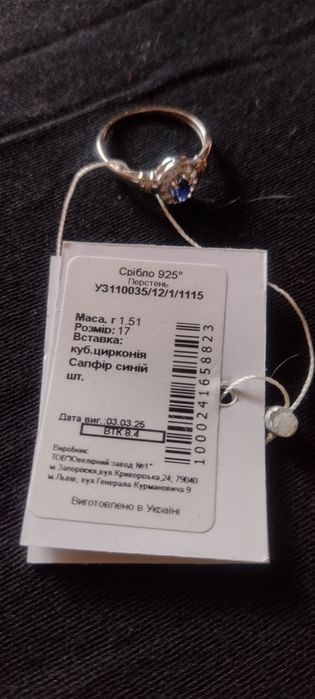 Срібло 925°
Перстень
УЗ110035/12/1/1115
Маса. г 1.51
Розмір: 17
Вставка:
куб.цирконія
Сапфір синій
шт.
Дата виг.:03.03.25
ВТК 8.4
Виробник:
ТОВ"Ювелірний завод №1"
м.Запоріжжя,вул.Криворізька,24, 79040
м.Львів, вул.Генерала Курмановича 9
Виготовлено в Україні
1000241658823